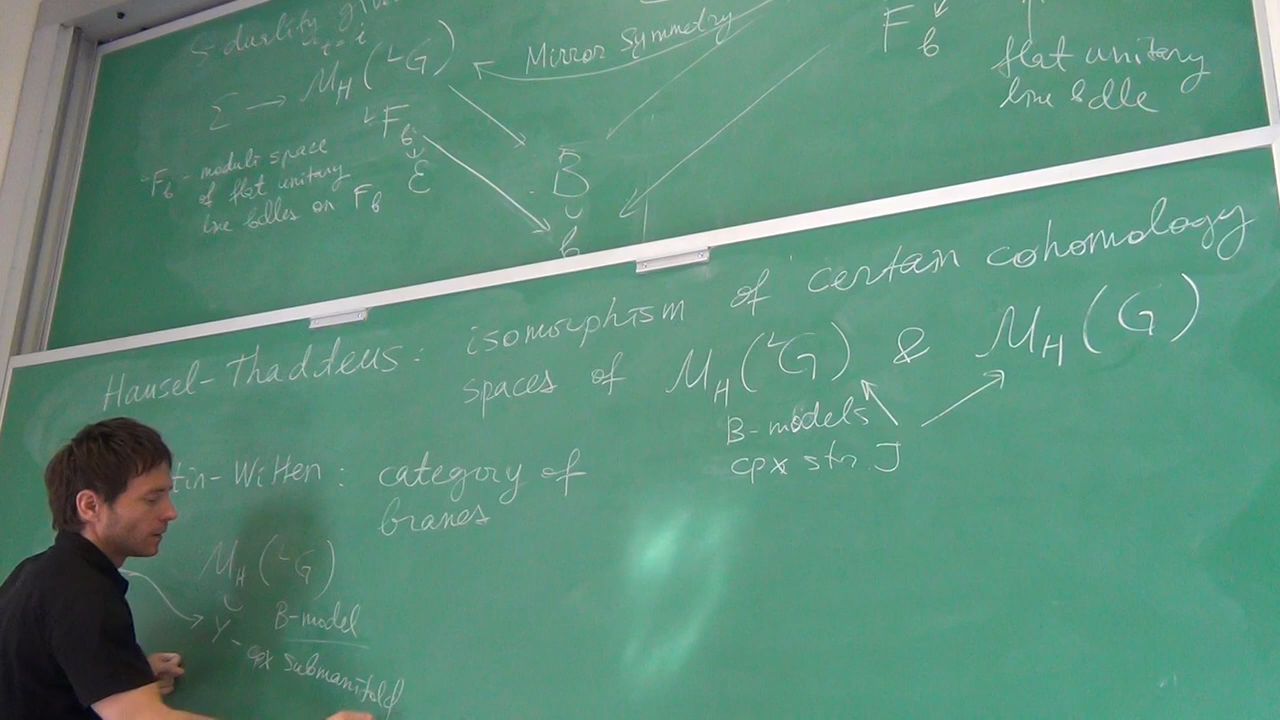 S-duality
τ = i
Σ → M_H(ᴸG)
Mirror Symmetry
F_b
flat unitary
line bdle
ᴸF_b
ᴸF_b - moduli space
of flat unitary
line bdles on F_b
ℰ
B
b
Hausel-Thaddeus: isomorphism of certain cohomology
spaces of M_H(ᴸG) & M_H(G)
B-models
cpx str. J
tin-Witten: category of
branes
M_H(ᴸG)
B-model
Y - cpx submanifold